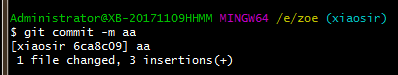 Administrator@XB-20171109HHMM MINGW64 /e/zoe (xiaosir)
$ git commit -m aa
[xiaosir 6ca8c09] aa
 1 file changed, 3 insertions(+)